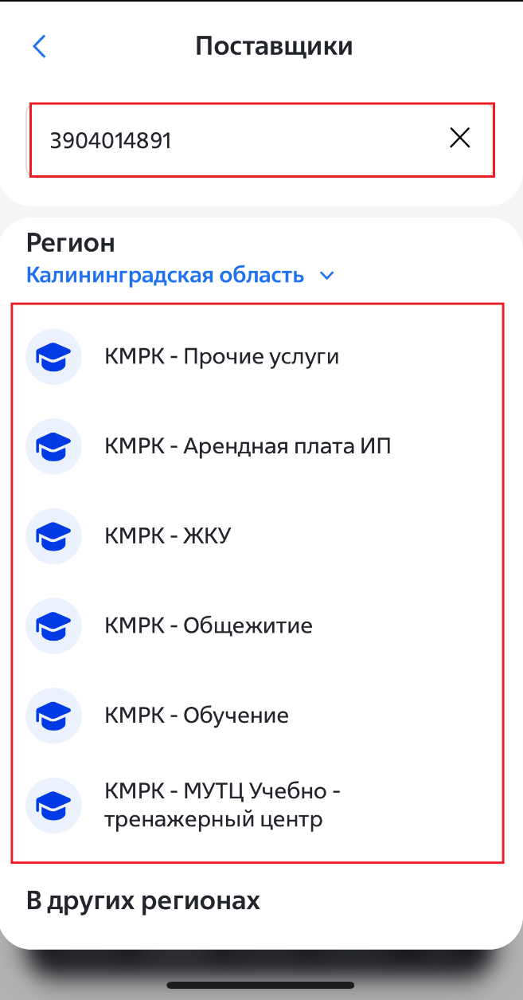 Поставщики
3904014891
Регион
Калининградская область
КМРК - Прочие услуги
КМРК - Арендная плата ИП
КМРК - ЖКУ
КМРК - Общежитие
КМРК - Обучение
КМРК - МУТЦ Учебно -
тренажерный центр
В других регионах